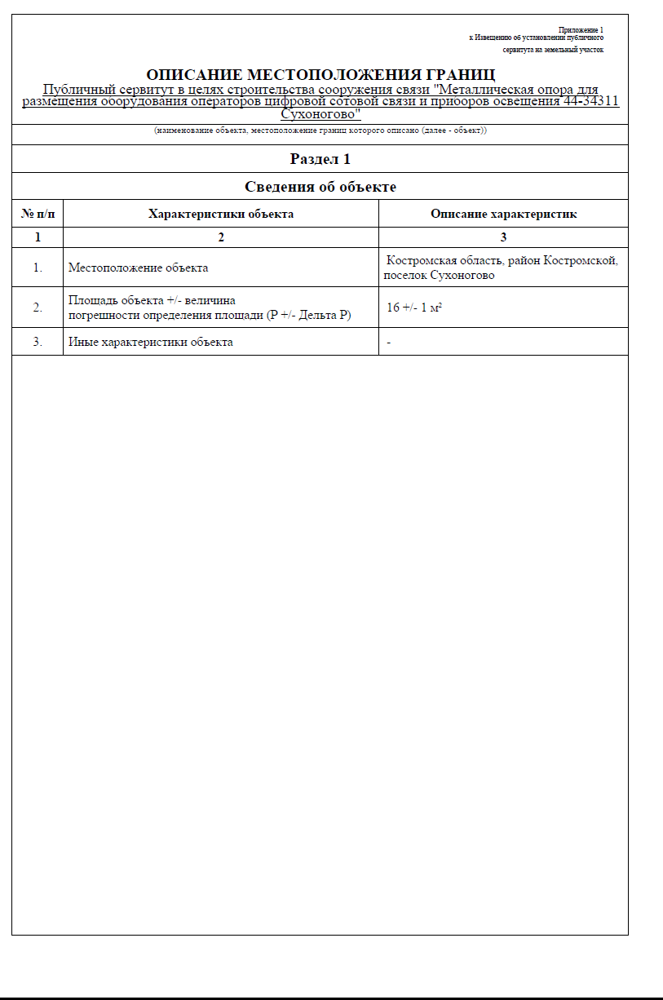 Приложение 1
к Извещению об установлении публичного
сервитута на земельный участок
ОПИСАНИЕ МЕСТОПОЛОЖЕНИЯ ГРАНИЦ
Публичный сервитут в целях строительства сооружения связи "Металлическая опора для
размещения оборудования операторов цифровой сотовой связи и приборов освещения 44-34311
Сухоногово"
(наименование объекта, местоположение границ которого описано (далее - объект))
Раздел 1
Сведения об объекте
№ п/п Характеристики объекта Описание характеристик
1 2 3
1. Местоположение объекта Костромская область, район Костромской,
поселок Сухоногово
2. Площадь объекта +/- величина
погрешности определения площади (Р +/- Дельта Р) 16 +/- 1 м²
3. Иные характеристики объекта -